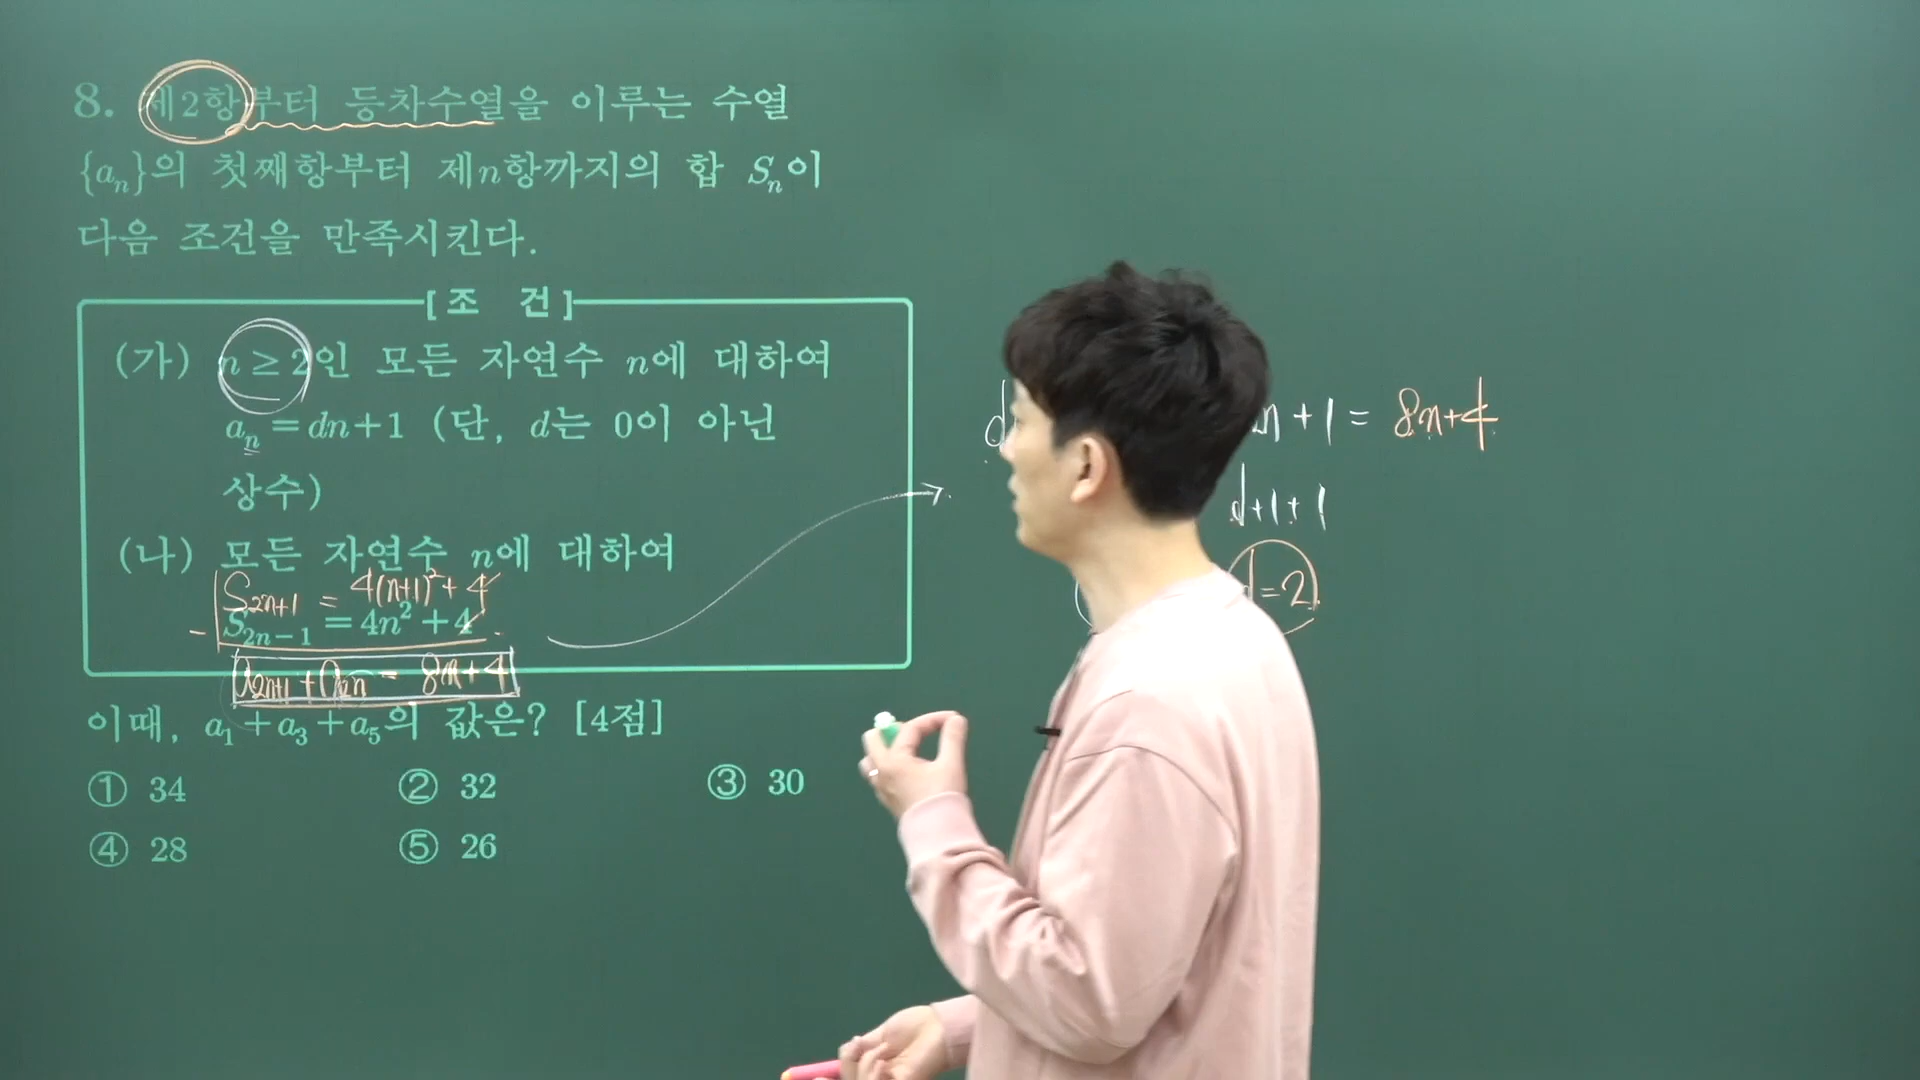 8. 제2항부터 등차수열을 이루는 수열
{aₙ}의 첫째항부터 제n항까지의 합 Sₙ이
다음 조건을 만족시킨다.
[조 건]
(가) n ≥ 2인 모든 자연수 n에 대하여
aₙ = dn+1 (단, d는 0이 아닌
상수)
(나) 모든 자연수 n에 대하여
S₂ₙ₊₁ = 4(n+1)² + 4
- S₂ₙ₋₁ = 4n² + 4
a₂ₙ₊₁ + a₂ₙ = 8n+4
이때, a₁ + a₃ + a₅의 값은? [4점]
① 34 ② 32 ③ 30
④ 28 ⑤ 26
d n + 1 = 8n+4
d+1+1
d=2